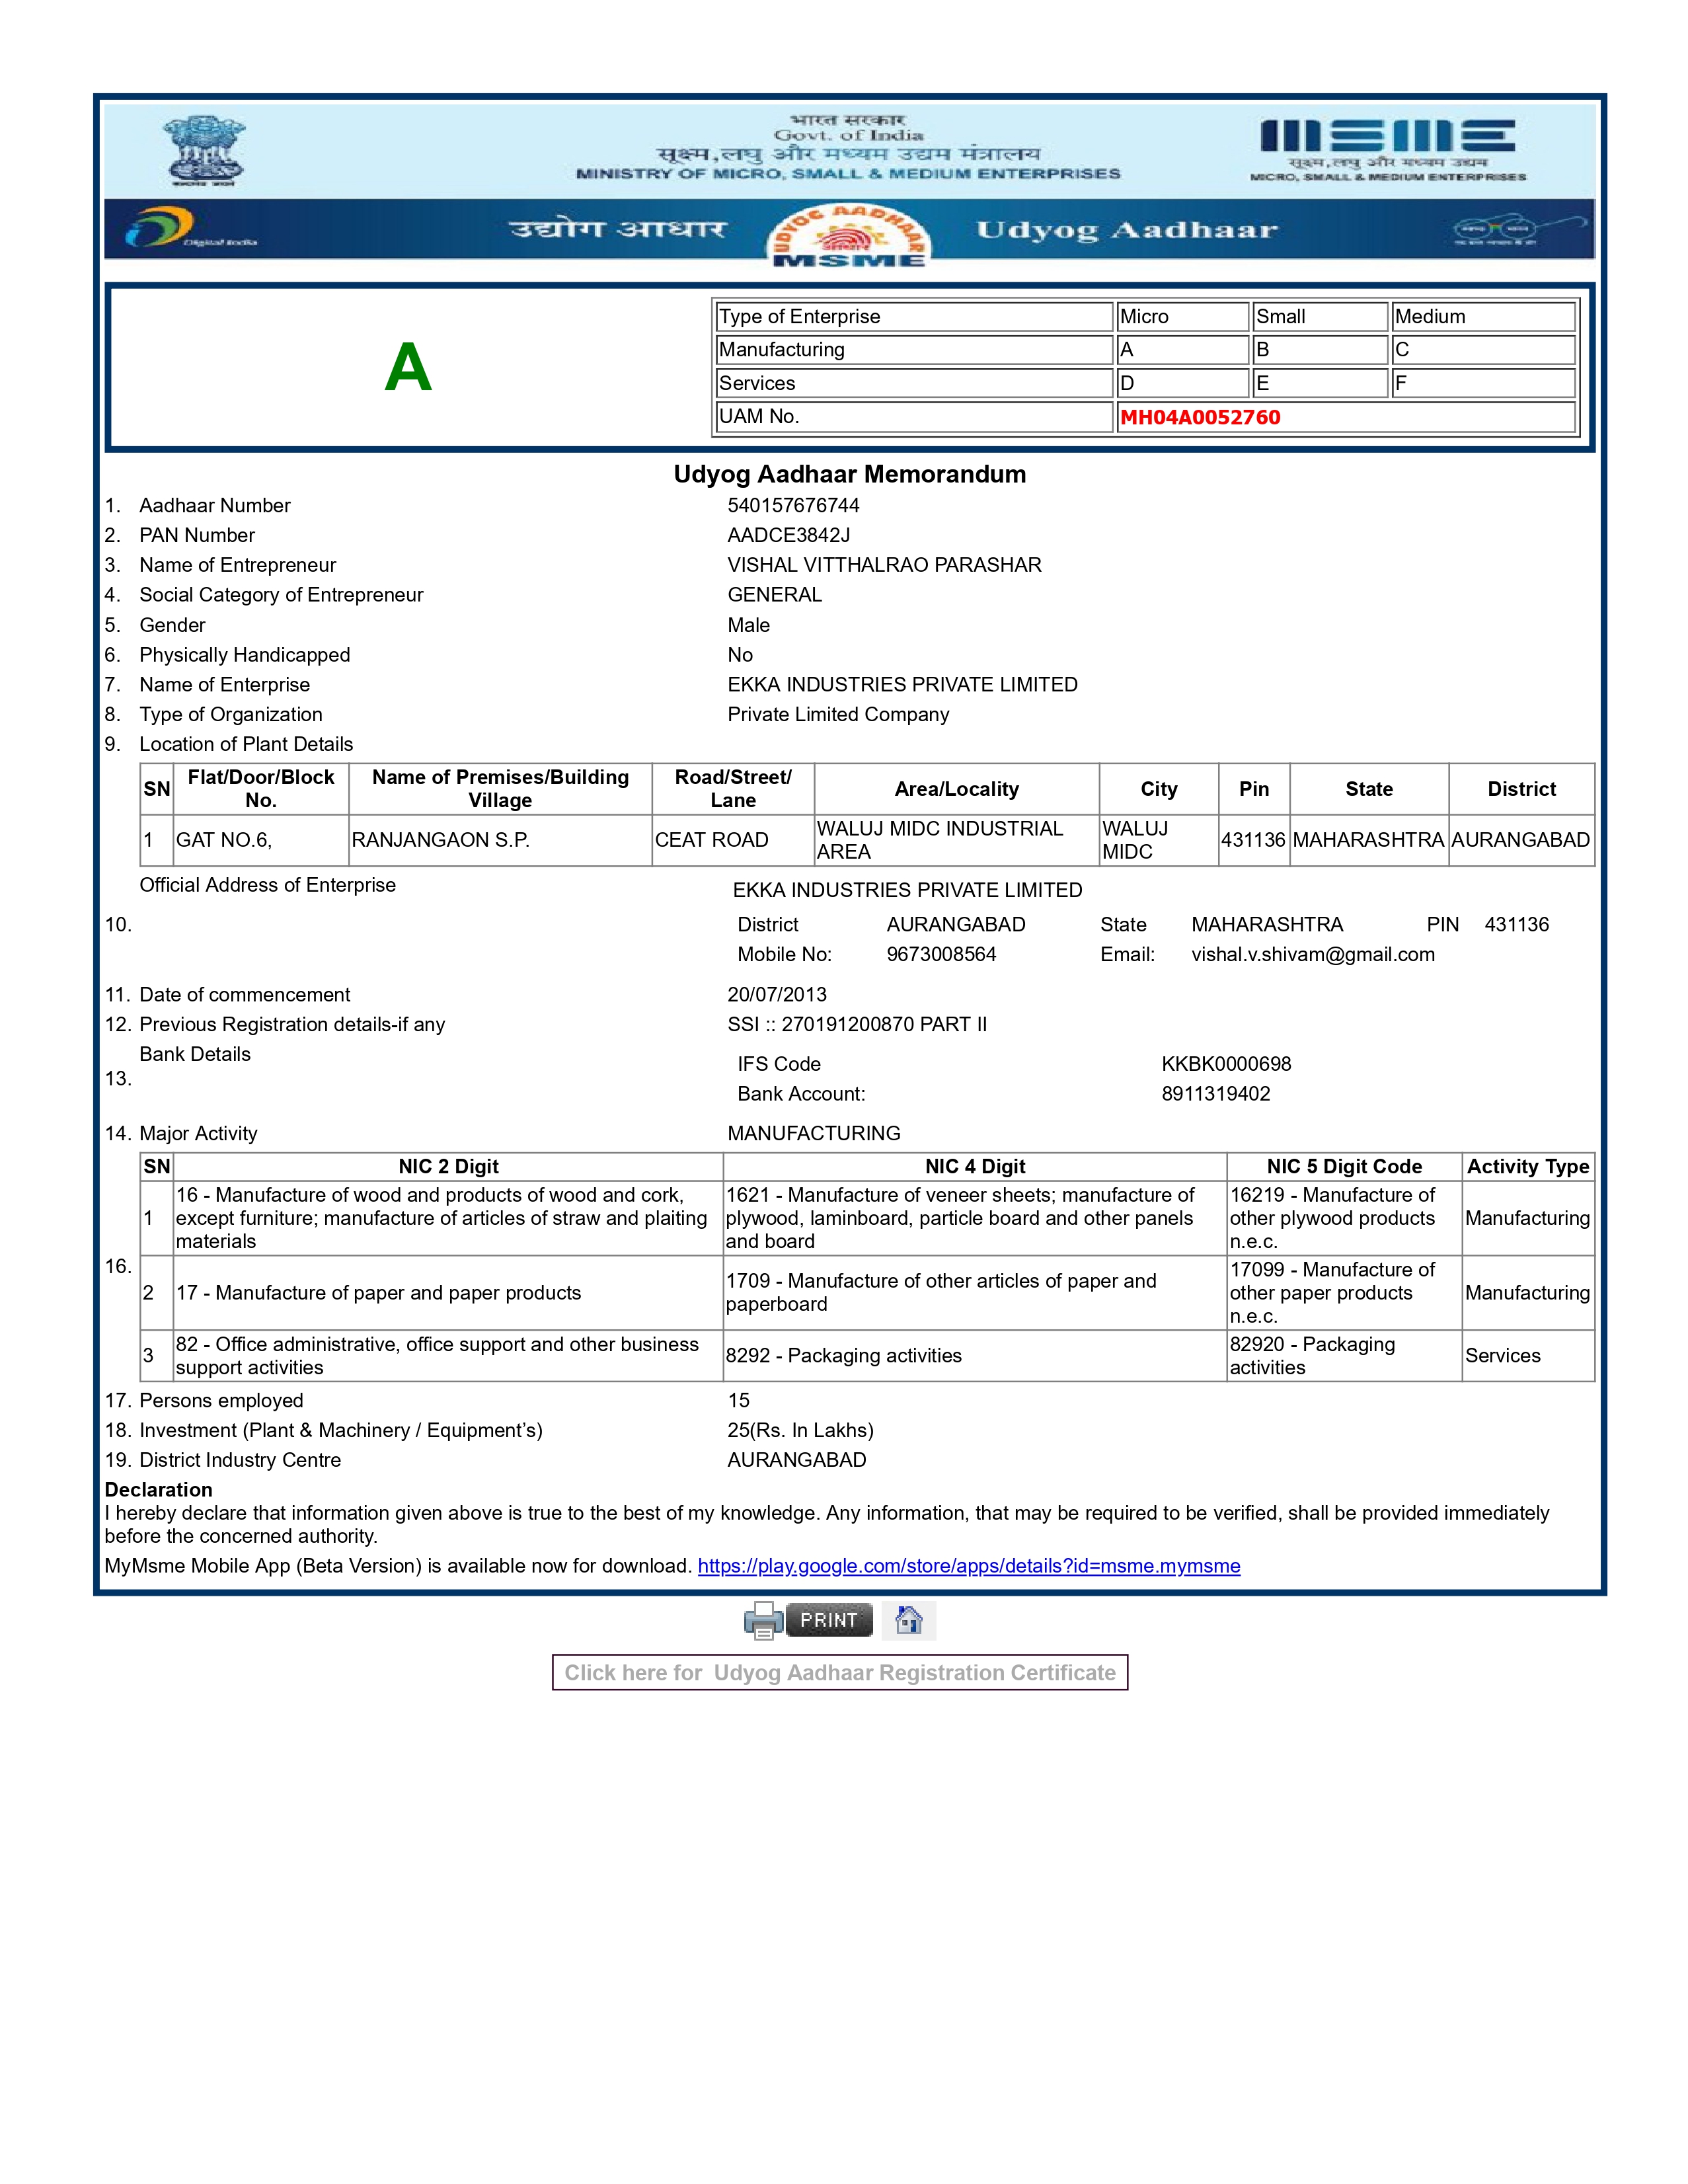 भारत सरकार
Govt. of India
सूक्ष्म,लघु और मध्यम उद्यम मंत्रालय
MINISTRY OF MICRO, SMALL & MEDIUM ENTERPRISES
msme
सूक्ष्म,लघु और मध्यम उद्यम
MICRO, SMALL & MEDIUM ENTERPRISES
Digital India
उद्योग आधार
UDYOG AADHAAR
MSME
Udyog Aadhaar
A
Type of Enterprise Micro Small Medium
Manufacturing A B C
Services D E F
UAM No. MH04A0052760
Udyog Aadhaar Memorandum
1. Aadhaar Number 540157676744
2. PAN Number AADCE3842J
3. Name of Entrepreneur VISHAL VITTHALRAO PARASHAR
4. Social Category of Entrepreneur GENERAL
5. Gender Male
6. Physically Handicapped No
7. Name of Enterprise EKKA INDUSTRIES PRIVATE LIMITED
8. Type of Organization Private Limited Company
9. Location of Plant Details
SN Flat/Door/Block No. Name of Premises/Building Village Road/Street/ Lane Area/Locality City Pin State District
1 GAT NO.6, RANJANGAON S.P. CEAT ROAD WALUJ MIDC INDUSTRIAL AREA WALUJ MIDC 431136 MAHARASHTRA AURANGABAD
Official Address of Enterprise EKKA INDUSTRIES PRIVATE LIMITED
10. District AURANGABAD State MAHARASHTRA PIN 431136
Mobile No: 9673008564 Email: vishal.v.shivam@gmail.com
11. Date of commencement 20/07/2013
12. Previous Registration details-if any SSI :: 270191200870 PART II
Bank Details
13. IFS Code KKBK0000698
Bank Account: 8911319402
14. Major Activity MANUFACTURING
16.
SN NIC 2 Digit NIC 4 Digit NIC 5 Digit Code Activity Type
1 16 - Manufacture of wood and products of wood and cork, except furniture; manufacture of articles of straw and plaiting materials 1621 - Manufacture of veneer sheets; manufacture of plywood, laminboard, particle board and other panels and board 16219 - Manufacture of other plywood products n.e.c. Manufacturing
2 17 - Manufacture of paper and paper products 1709 - Manufacture of other articles of paper and paperboard 17099 - Manufacture of other paper products n.e.c. Manufacturing
3 82 - Office administrative, office support and other business support activities 8292 - Packaging activities 82920 - Packaging activities Services
17. Persons employed 15
18. Investment (Plant & Machinery / Equipment’s) 25(Rs. In Lakhs)
19. District Industry Centre AURANGABAD
Declaration
I hereby declare that information given above is true to the best of my knowledge. Any information, that may be required to be verified, shall be provided immediately
before the concerned authority.
MyMsme Mobile App (Beta Version) is available now for download. https://play.google.com/store/apps/details?id=msme.mymsme
PRINT
Click here for Udyog Aadhaar Registration Certificate